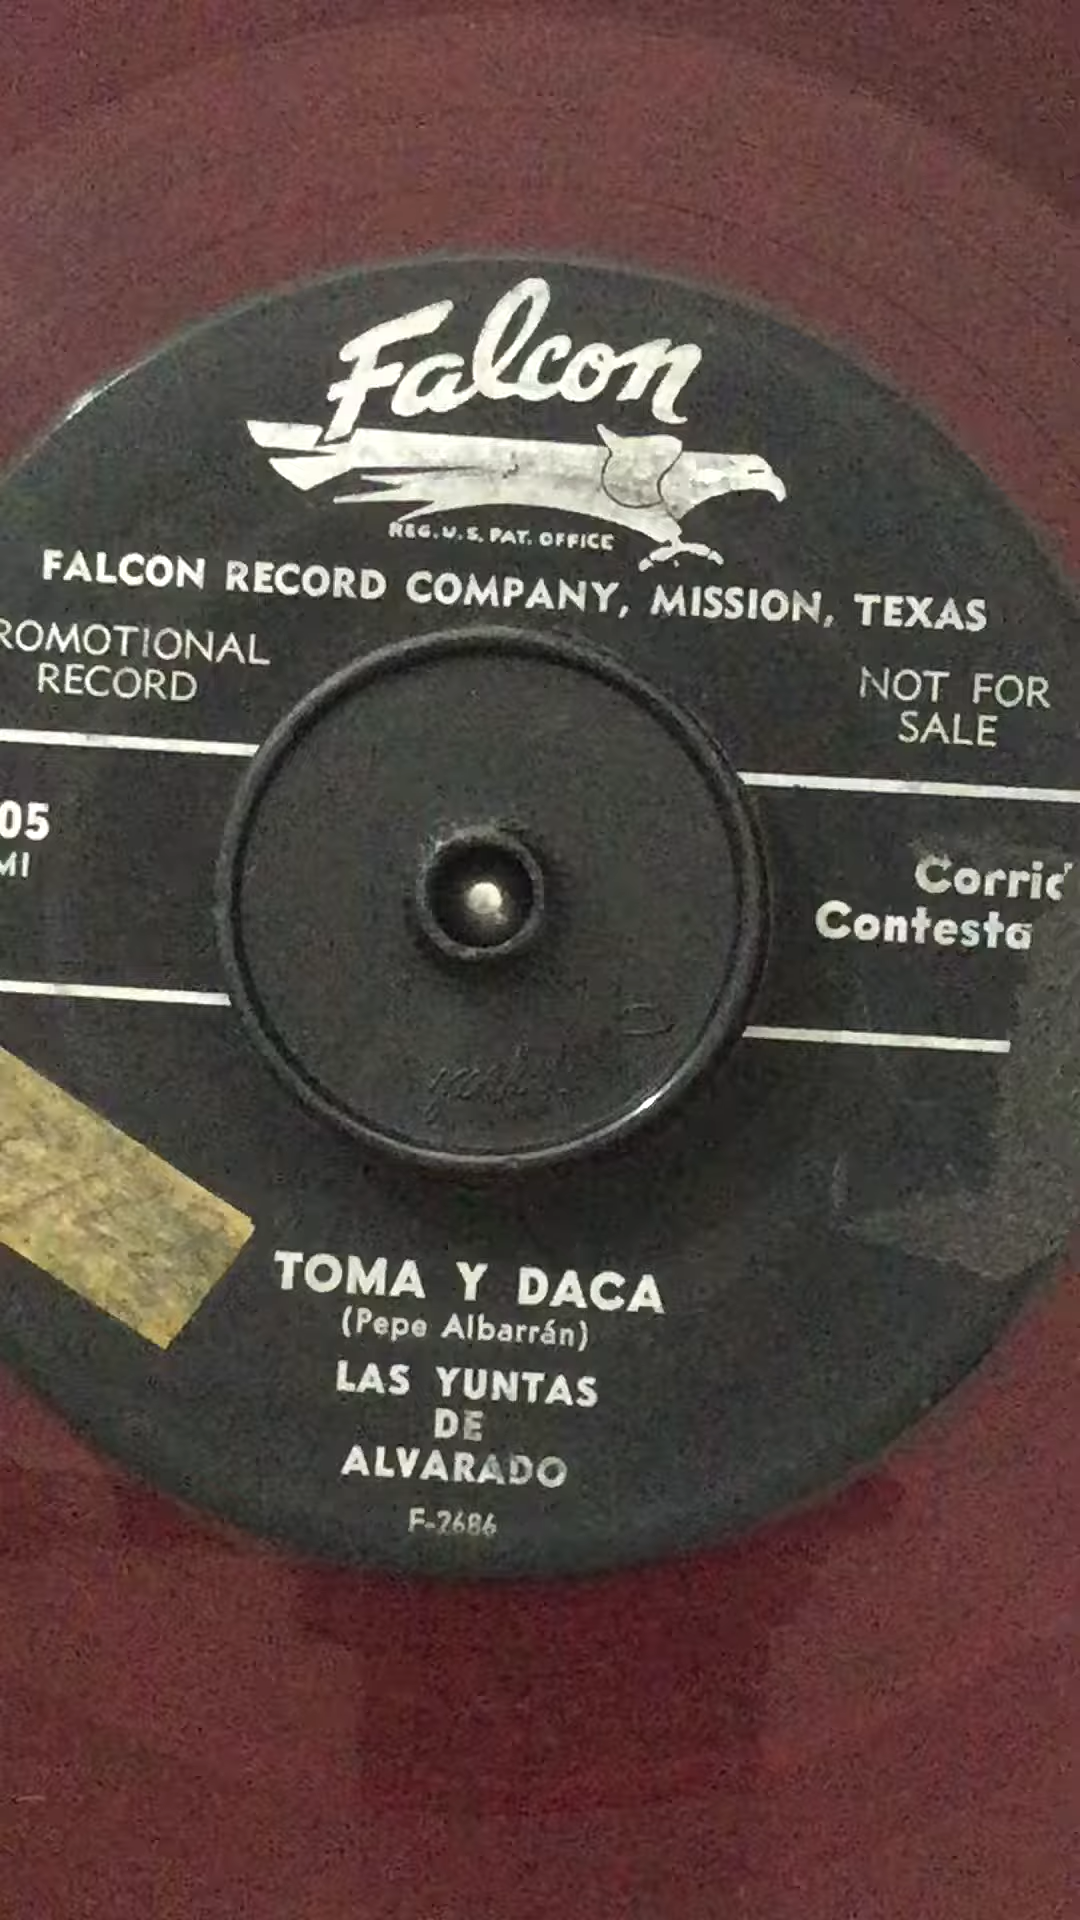 Falcon
REG. U.S. PAT. OFFICE
FALCON RECORD COMPANY, MISSION, TEXAS
ROMOTIONAL
RECORD
NOT FOR
SALE
05
MI
Corrid
Contesta
TOMA Y DACA
(Pepe Albarrán)
LAS YUNTAS
DE
ALVARADO
F-2686